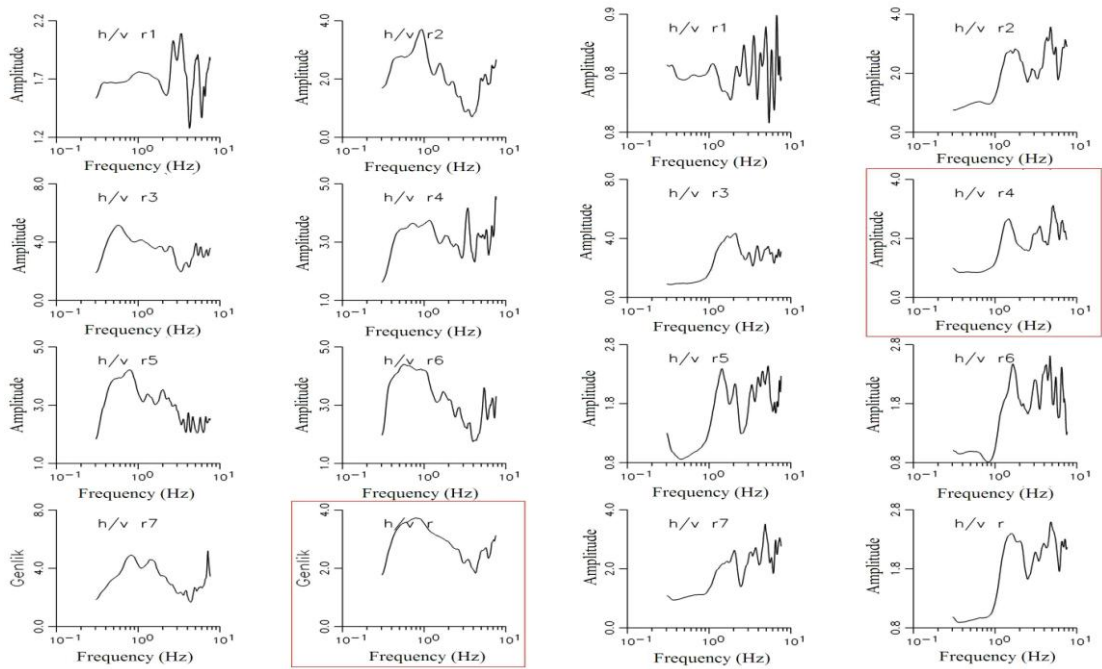 h/v r1
Amplitude
2.2
1.7
1.2
10⁻¹ 10⁰ 10¹
Frequency (Hz)
h/v r2
Amplitude
4.0
2.0
0.0
10⁻¹ 10⁰ 10¹
Frequency (Hz)
h/v r1
Amplitude
0.9
0.8
0.8
10⁻¹ 10⁰ 10¹
Frequency (Hz)
h/v r2
Amplitude
4.0
2.0
0.0
10⁻¹ 10⁰ 10¹
Frequency (Hz)
h/v r3
Amplitude
8.0
4.0
0.0
10⁻¹ 10⁰ 10¹
Frequency (Hz)
h/v r4
Amplitude
5.0
3.0
1.0
10⁻¹ 10⁰ 10¹
Frequency (Hz)
h/v r3
Amplitude
8.0
4.0
0.0
10⁻¹ 10⁰ 10¹
Frequency (Hz)
h/v r4
Amplitude
4.0
2.0
0.0
10⁻¹ 10⁰ 10¹
Frequency (Hz)
h/v r5
Amplitude
5.0
3.0
1.0
10⁻¹ 10⁰ 10¹
Frequency (Hz)
h/v r6
Amplitude
5.0
3.0
1.0
10⁻¹ 10⁰ 10¹
Frequency (Hz)
h/v r5
Amplitude
2.8
1.8
0.8
10⁻¹ 10⁰ 10¹
Frequency (Hz)
h/v r6
Amplitude
2.8
1.8
0.8
10⁻¹ 10⁰ 10¹
Frequency (Hz)
h/v r7
Genlik
8.0
4.0
0.0
10⁻¹ 10⁰ 10¹
Frequency (Hz)
h/v r
Genlik
4.0
2.0
0.0
10⁻¹ 10⁰ 10¹
Frequency (Hz)
h/v r7
Amplitude
4.0
2.0
0.0
10⁻¹ 10⁰ 10¹
Frequency (Hz)
h/v r
Amplitude
2.8
1.8
0.8
10⁻¹ 10⁰ 10¹
Frequency (Hz)